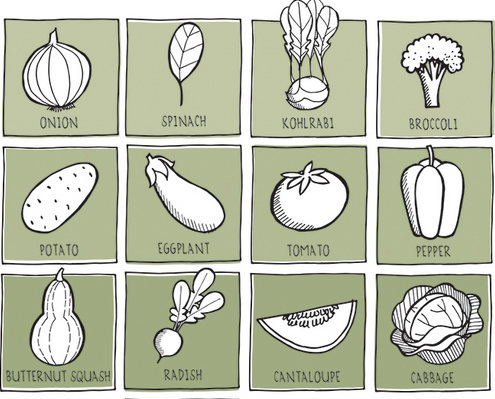 ONION
SPINACH
KOHLRABI
BROCCOLI
POTATO
EGGPLANT
TOMATO
PEPPER
BUTTERNUT SQUASH
RADISH
CANTALOUPE
CABBAGE